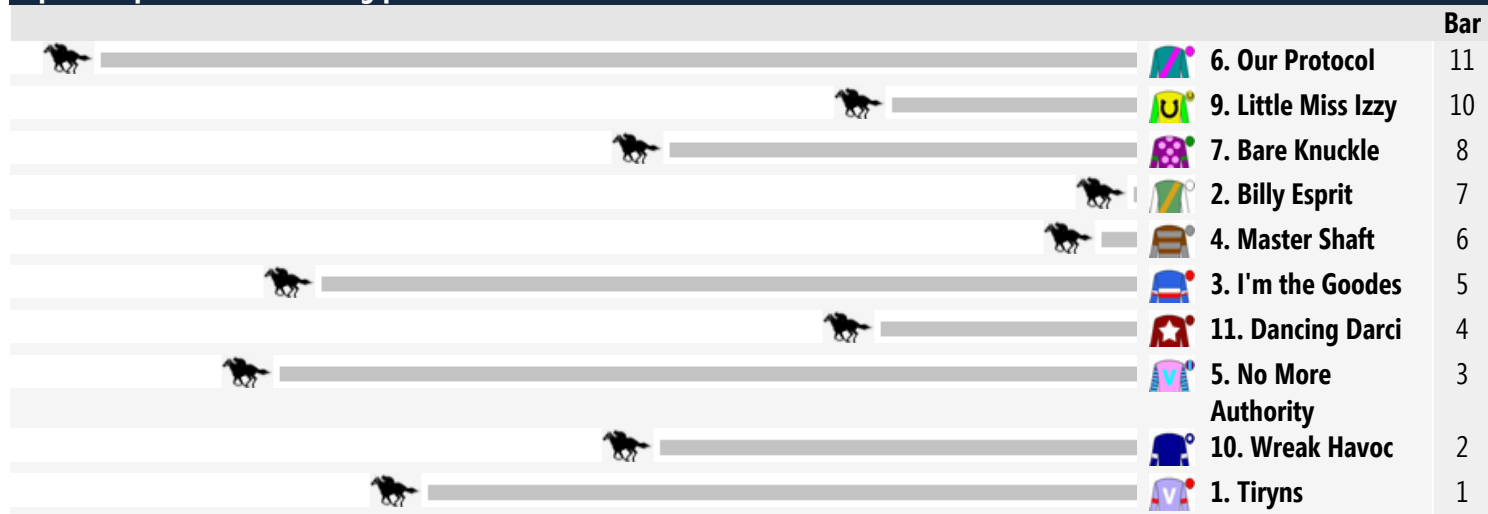 Bar
6. Our Protocol 11
9. Little Miss Izzy 10
7. Bare Knuckle 8
2. Billy Esprit 7
4. Master Shaft 6
3. I'm the Goodes 5
11. Dancing Darci 4
5. No More 3
Authority
10. Wreak Havoc 2
1. Tiryns 1